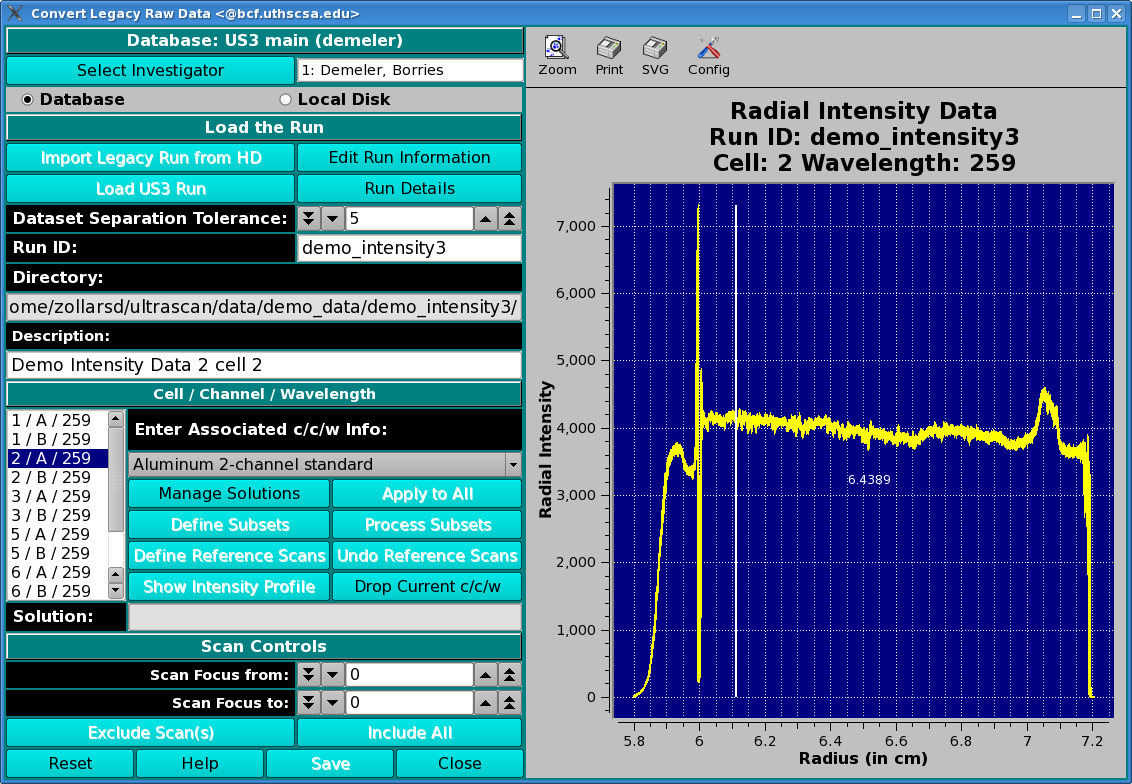 Convert Legacy Raw Data <@bcf.uthscsa.edu>
Database: US3 main (demeler)
Select Investigator
1: Demeler, Borries
Database
Local Disk
Load the Run
Import Legacy Run from HD
Edit Run Information
Load US3 Run
Run Details
Dataset Separation Tolerance:
5
Run ID:
demo_intensity3
Directory:
ome/zollarsd/ultrascan/data/demo_data/demo_intensity3/
Description:
Demo Intensity Data 2 cell 2
Cell / Channel / Wavelength
1 / A / 259
1 / B / 259
2 / A / 259
2 / B / 259
3 / A / 259
3 / B / 259
5 / A / 259
5 / B / 259
6 / A / 259
6 / B / 259
Enter Associated c/c/w Info:
Aluminum 2-channel standard
Manage Solutions
Apply to All
Define Subsets
Process Subsets
Define Reference Scans
Undo Reference Scans
Show Intensity Profile
Drop Current c/c/w
Solution:
Scan Controls
Scan Focus from:
0
Scan Focus to:
0
Exclude Scan(s)
Include All
Reset
Help
Save
Close
Zoom
Print
SVG
Config
Radial Intensity Data
Run ID: demo_intensity3
Cell: 2 Wavelength: 259
Radial Intensity
7,000
6,000
5,000
4,000
3,000
2,000
1,000
0
6.4389
5.8
6
6.2
6.4
6.6
6.8
7
7.2
Radius (in cm)